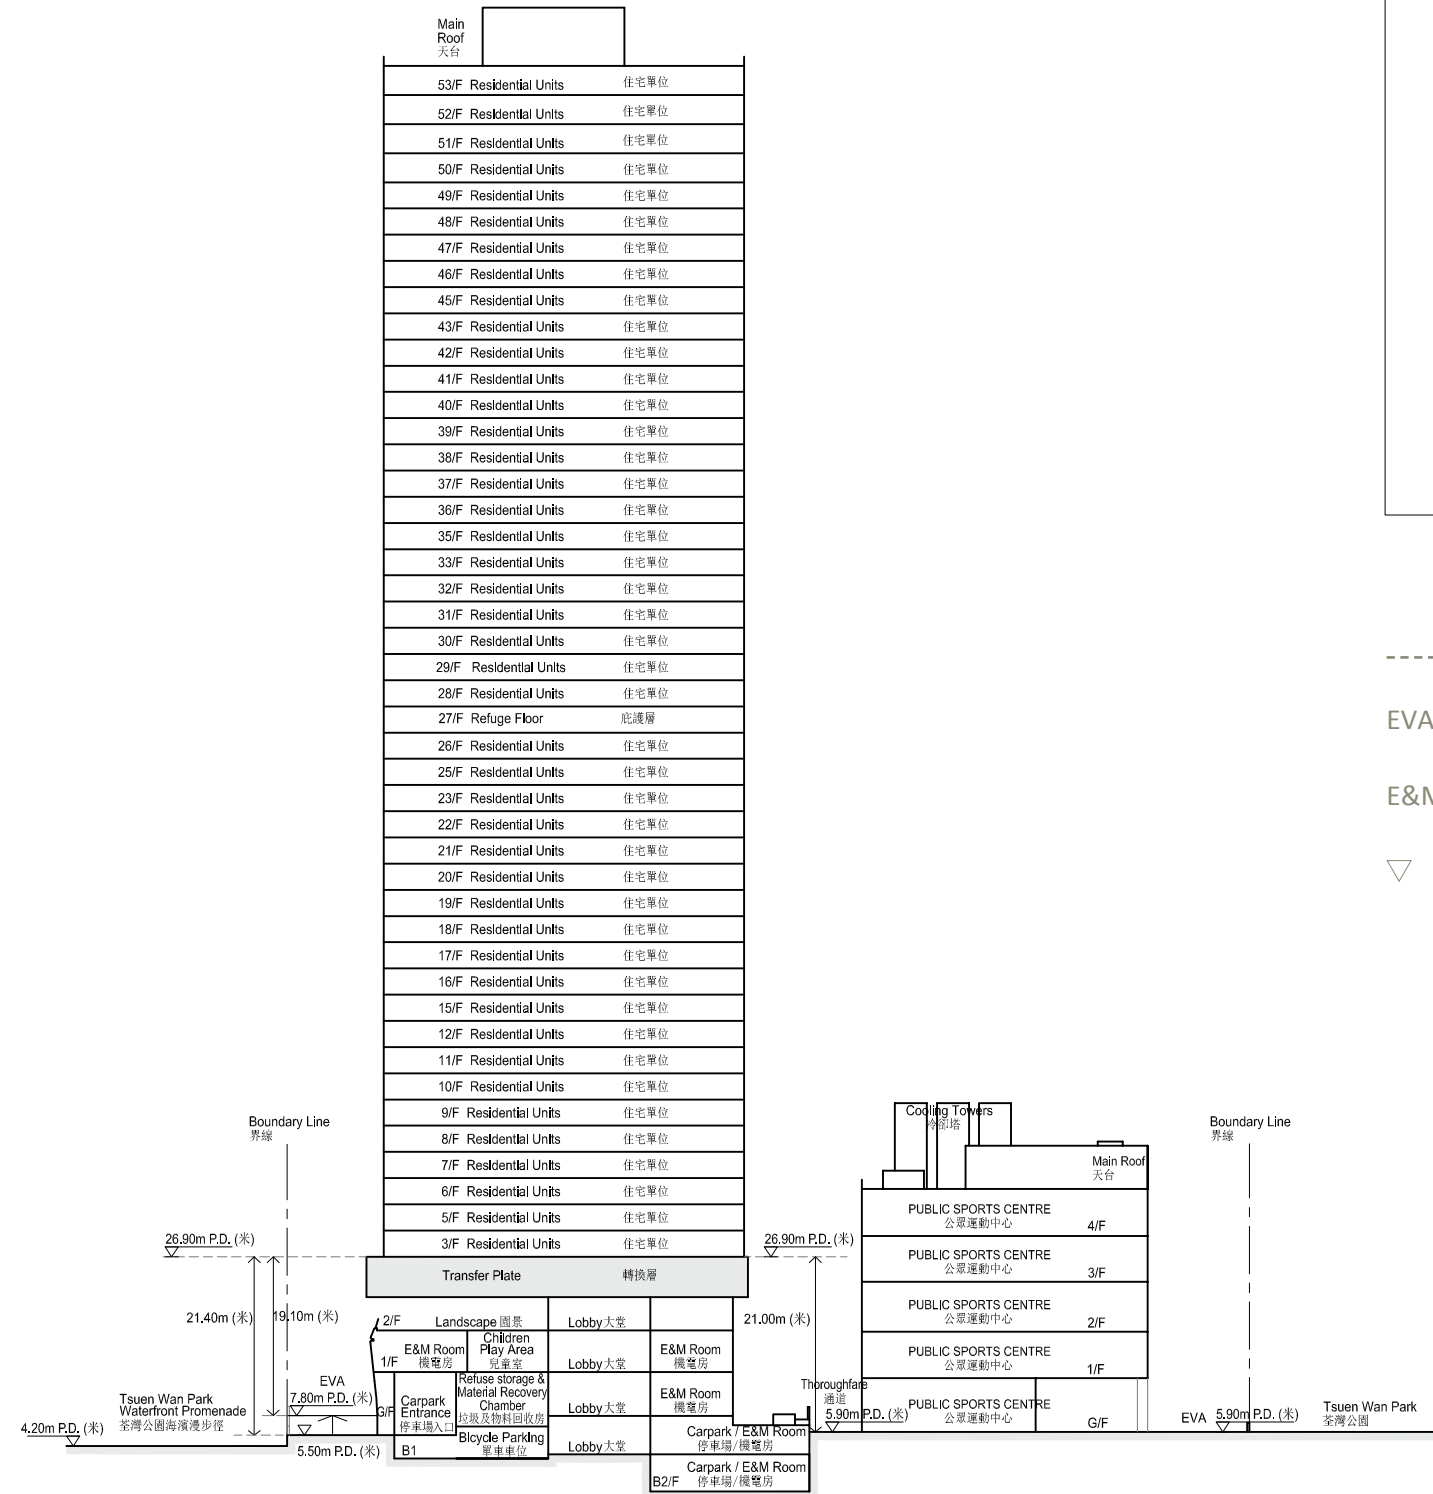 Main
Roof
天台
53/F Residential Units 住宅單位
52/F Residential Units 住宅單位
51/F Residential Units 住宅單位
50/F Residential Units 住宅單位
49/F Residential Units 住宅單位
48/F Residential Units 住宅單位
47/F Residential Units 住宅單位
46/F Residential Units 住宅單位
45/F Residential Units 住宅單位
43/F Residential Units 住宅單位
42/F Residential Units 住宅單位
41/F Residential Units 住宅單位
40/F Residential Units 住宅單位
39/F Residential Units 住宅單位
38/F Residential Units 住宅單位
37/F Residential Units 住宅單位
36/F Residential Units 住宅單位
35/F Residential Units 住宅單位
33/F Residential Units 住宅單位
32/F Residential Units 住宅單位
31/F Residential Units 住宅單位
30/F Residential Units 住宅單位
29/F Residential Units 住宅單位
28/F Residential Units 住宅單位
27/F Refuge Floor 庇護層
26/F Residential Units 住宅單位
25/F Residential Units 住宅單位
23/F Residential Units 住宅單位
22/F Residential Units 住宅單位
21/F Residential Units 住宅單位
20/F Residential Units 住宅單位
19/F Residential Units 住宅單位
18/F Residential Units 住宅單位
17/F Residential Units 住宅單位
16/F Residential Units 住宅單位
15/F Residential Units 住宅單位
12/F Residential Units 住宅單位
11/F Residential Units 住宅單位
10/F Residential Units 住宅單位
9/F Residential Units 住宅單位
8/F Residential Units 住宅單位
7/F Residential Units 住宅單位
6/F Residential Units 住宅單位
5/F Residential Units 住宅單位
3/F Residential Units 住宅單位
Transfer Plate 轉換層
Boundary Line
界線
26.90m P.D. (米)
21.40m (米)
19.10m (米)
EVA
7.80m P.D. (米)
Tsuen Wan Park
Waterfront Promenade
荃灣公園海濱漫步徑
4.20m P.D. (米)
5.50m P.D. (米)
2/F Landscape 園景
Lobby 大堂
1/F
E&M Room
機電房
Children
Play Area
兒童室
Lobby 大堂
E&M Room
機電房
G/F
Carpark
Entrance
停車場入口
Refuse storage &
Material Recovery
Chamber
垃圾及物料回收房
Lobby 大堂
E&M Room
機電房
B1
Bicycle Parking
單車車位
Lobby 大堂
Carpark / E&M Room
停車場/機電房
B2/F
Carpark / E&M Room
停車場/機電房
26.90m P.D. (米)
21.00m (米)
Thoroughfare
通道
5.90m P.D. (米)
Cooling Towers
冷卻塔
Main Roof
天台
PUBLIC SPORTS CENTRE
公眾運動中心 4/F
PUBLIC SPORTS CENTRE
公眾運動中心 3/F
PUBLIC SPORTS CENTRE
公眾運動中心 2/F
PUBLIC SPORTS CENTRE
公眾運動中心 1/F
PUBLIC SPORTS CENTRE
公眾運動中心 G/F
Boundary Line
界線
EVA 5.90m P.D. (米)
Tsuen Wan Park
荃灣公園
EVA
E&M